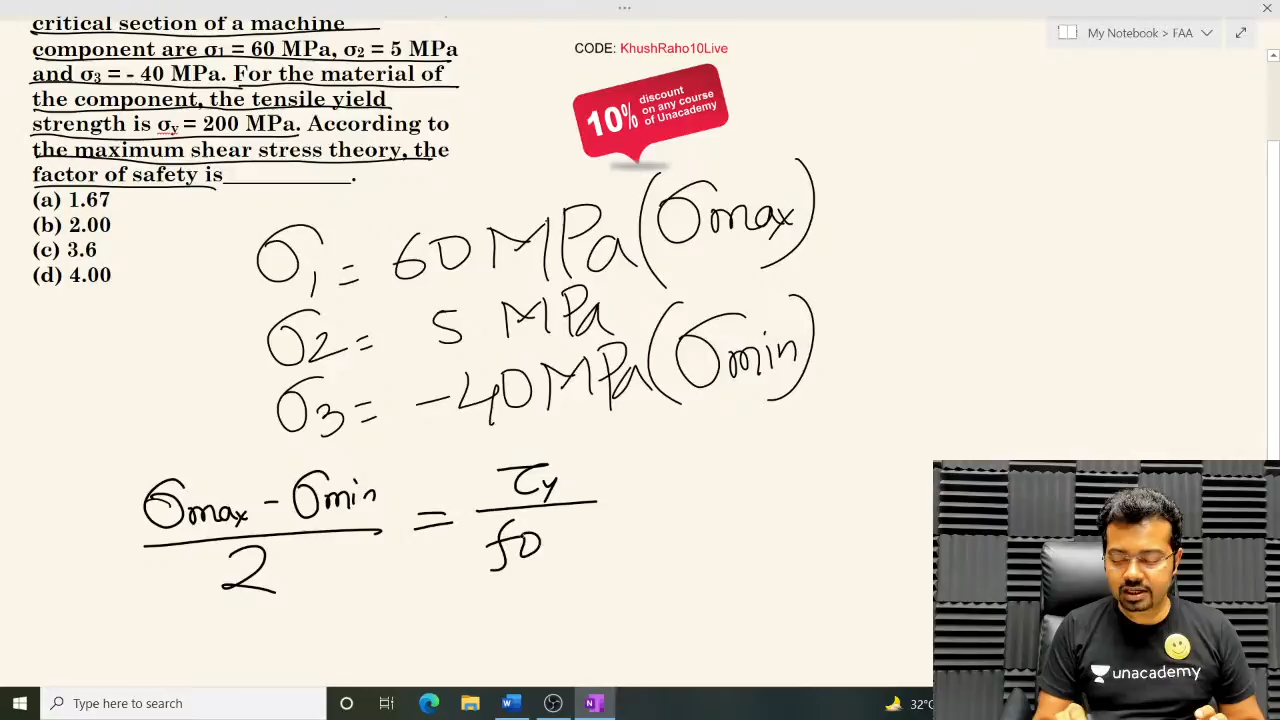 critical section of a machine
component are σ₁ = 60 MPa, σ₂ = 5 MPa
and σ₃ = - 40 MPa. For the material of
the component, the tensile yield
strength is σᵧ = 200 MPa. According to
the maximum shear stress theory, the
factor of safety is____________.
(a) 1.67
(b) 2.00
(c) 3.6
(d) 4.00
CODE: KhushRaho10Live
10% discount
on any course
of Unacademy
My Notebook > FAA
σ₁ = 60 MPa (σmax)
σ2 = 5 MPa
σ3 = -40 MPa (σmin)
σmax - σmin = τy
2 fo
unacademy
Type here to search
32°C